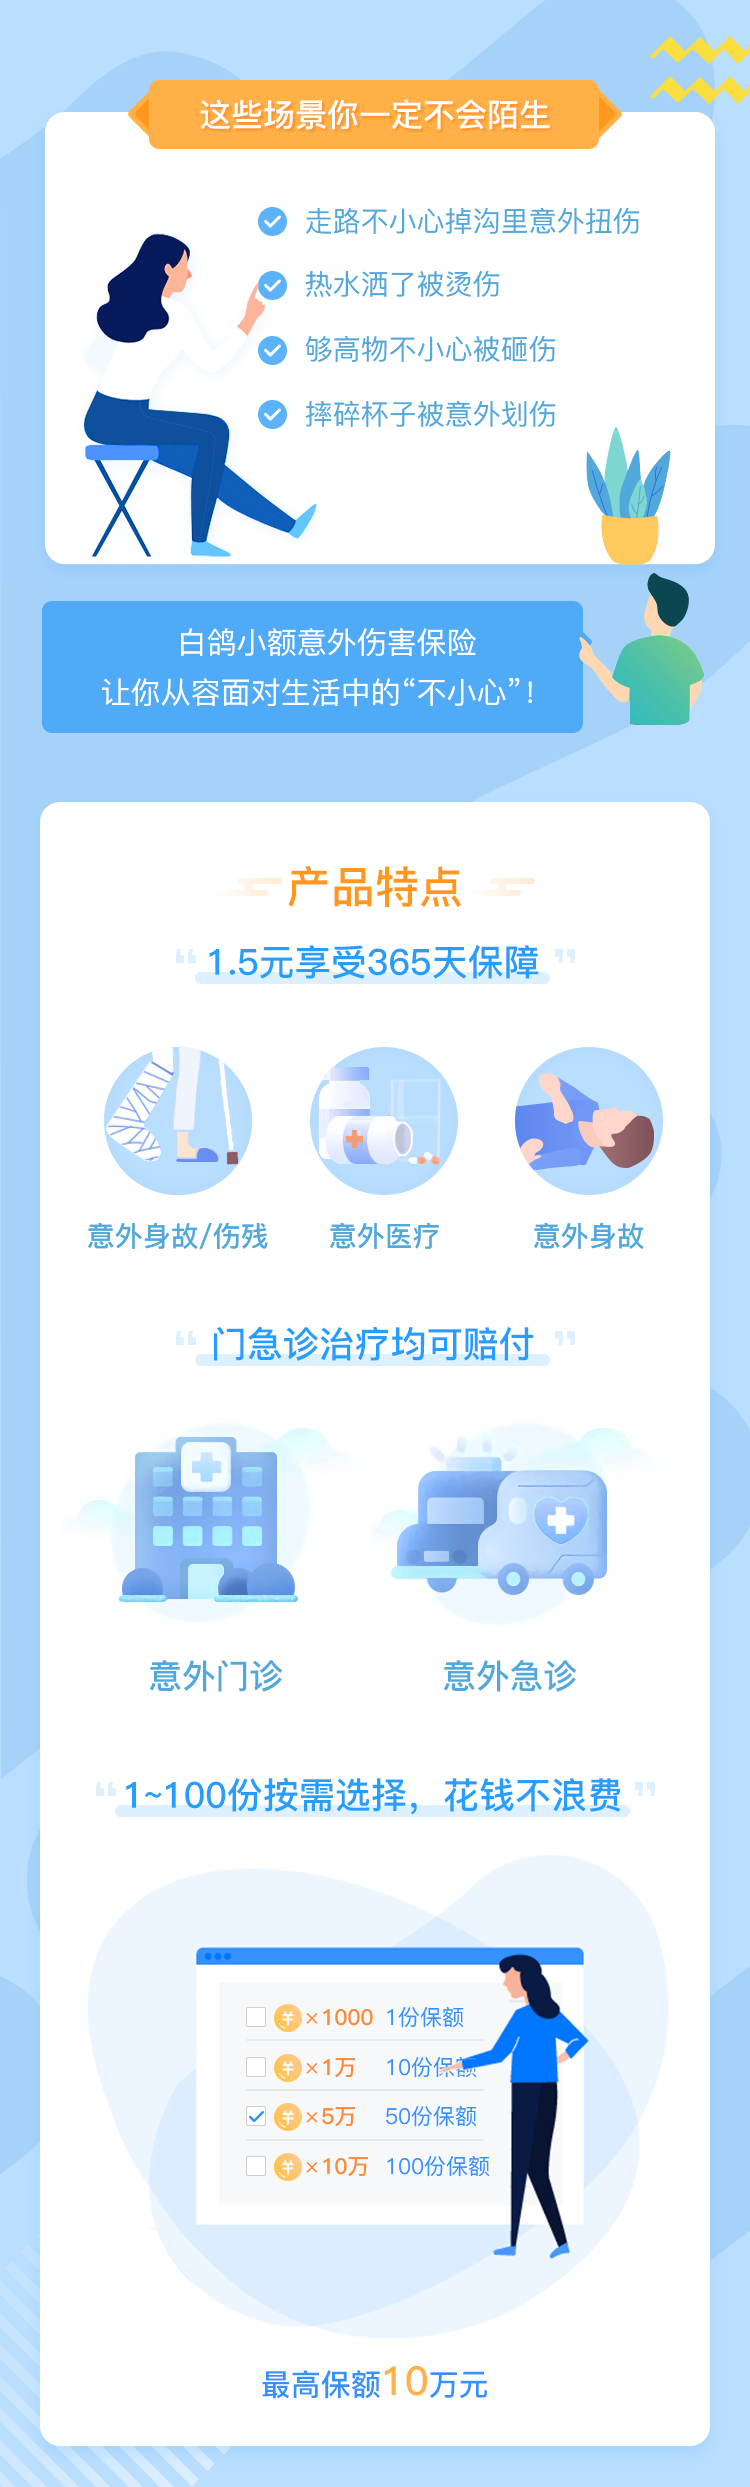 这些场景你一定不会陌生
走路不小心掉沟里意外扭伤
热水洒了被烫伤
够高物不小心被砸伤
摔碎杯子被意外划伤
白鸽小额意外伤害保险
让你从容面对生活中的“不小心”！
产品特点
“1.5元享受365天保障”
意外身故/伤残 意外医疗 意外身故
“门急诊治疗均可赔付”
意外门诊 意外急诊
“1~100份按需选择，花钱不浪费”
×1000 1份保额
×1万 10份保额
×5万 50份保额
×10万 100份保额
最高保额10万元